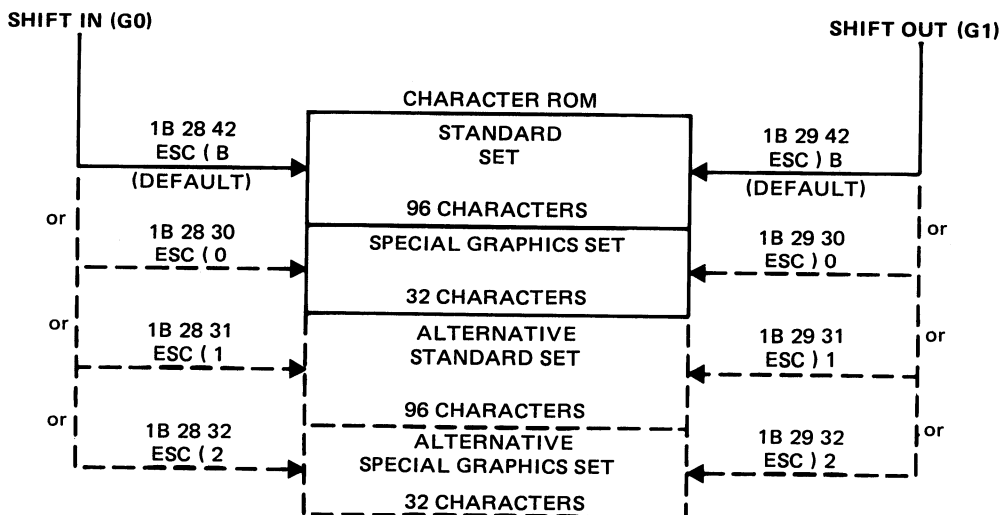 SHIFT IN (G0)
SHIFT OUT (G1)
CHARACTER ROM
1B 28 42
ESC ( B
(DEFAULT)
STANDARD
SET
96 CHARACTERS
1B 29 42
ESC ) B
(DEFAULT)
or
1B 28 30
ESC ( 0
SPECIAL GRAPHICS SET
32 CHARACTERS
1B 29 30
ESC ) 0
or
or
1B 28 31
ESC ( 1
ALTERNATIVE
STANDARD SET
96 CHARACTERS
1B 29 31
ESC ) 1
or
or
1B 28 32
ESC ( 2
ALTERNATIVE
SPECIAL GRAPHICS SET
32 CHARACTERS
1B 29 32
ESC ) 2
or